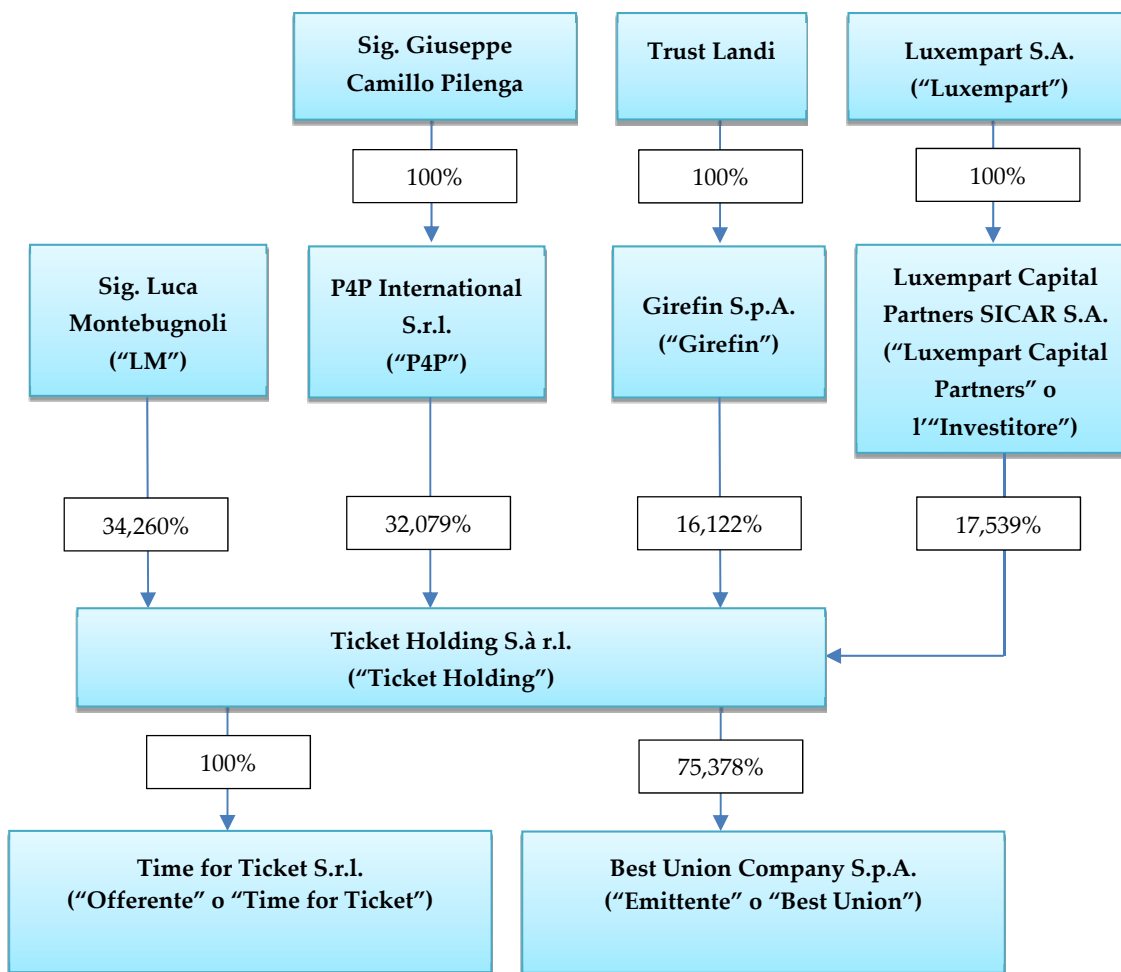 Sig. Giuseppe
Camillo Pilenga
Trust Landi
Luxempart S.A.
(“Luxempart”)
100%
100%
100%
Sig. Luca
Montebugnoli
(“LM”)
P4P International
S.r.l.
(“P4P”)
Girefin S.p.A.
(“Girefin”)
Luxempart Capital
Partners SICAR S.A.
(“Luxempart Capital
Partners” o
l’“Investitore”)
34,260%
32,079%
16,122%
17,539%
Ticket Holding S.à r.l.
(“Ticket Holding”)
100%
75,378%
Time for Ticket S.r.l.
(“Offerente” o “Time for Ticket”)
Best Union Company S.p.A.
(“Emittente” o “Best Union”)